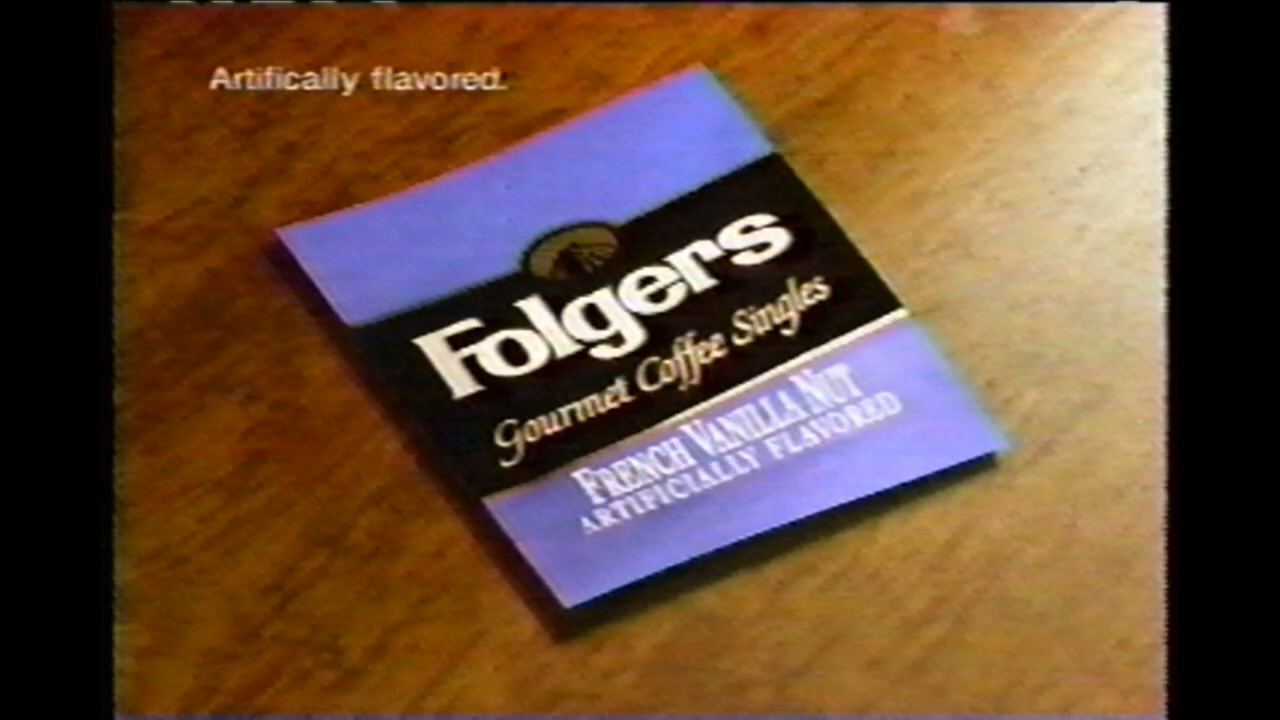 Artifically flavored.
Folgers
Gourmet Coffee Singles
FRENCH VANILLA NUT
ARTIFICIALLY FLAVORED